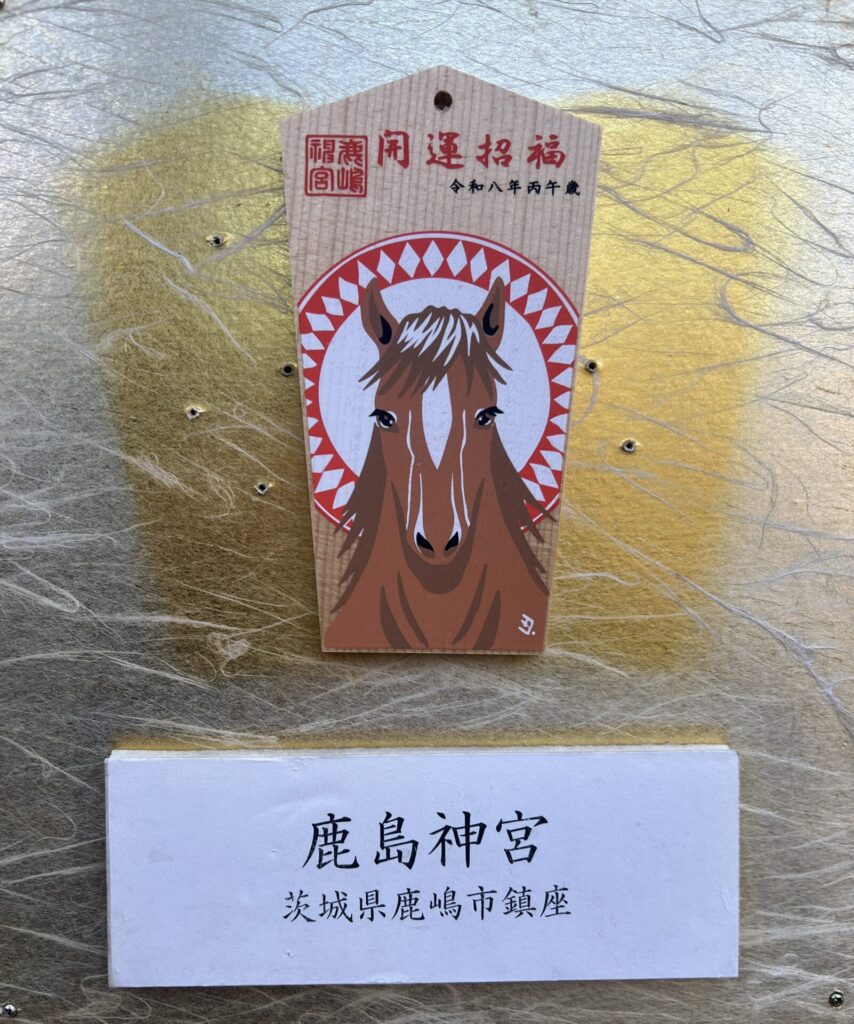 開運招福
令和八年丙午歳
鹿嶋神宮
鹿島神宮
茨城県鹿嶋市鎮座